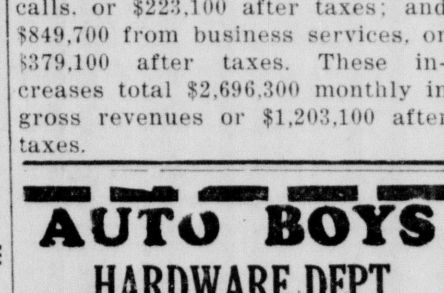 calls. or $223,100 after taxes; and
$849,700 from business services, or
$379,100 after taxes. These in-
creases total $2,696,300 monthly in
gross revenues or $1,203,100 after
taxes.
AUTO BOYS
HARDWARE DEPT